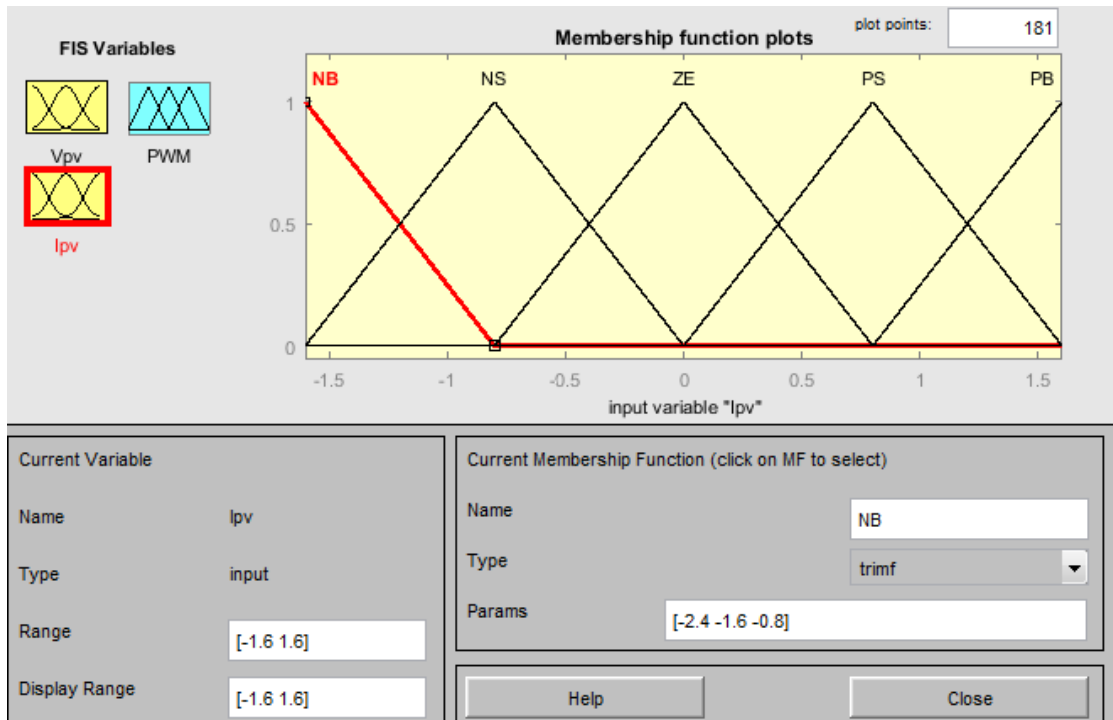 FIS Variables
Vpv
PWM
Ipv
Membership function plots
plot points:
181
NB
NS
ZE
PS
PB
1
0.5
0
-1.5
-1
-0.5
0
0.5
1
1.5
input variable "Ipv"
Current Variable
Name
Ipv
Type
input
Range
[-1.6 1.6]
Display Range
[-1.6 1.6]
Current Membership Function (click on MF to select)
Name
NB
Type
trimf
Params
[-2.4 -1.6 -0.8]
Help
Close